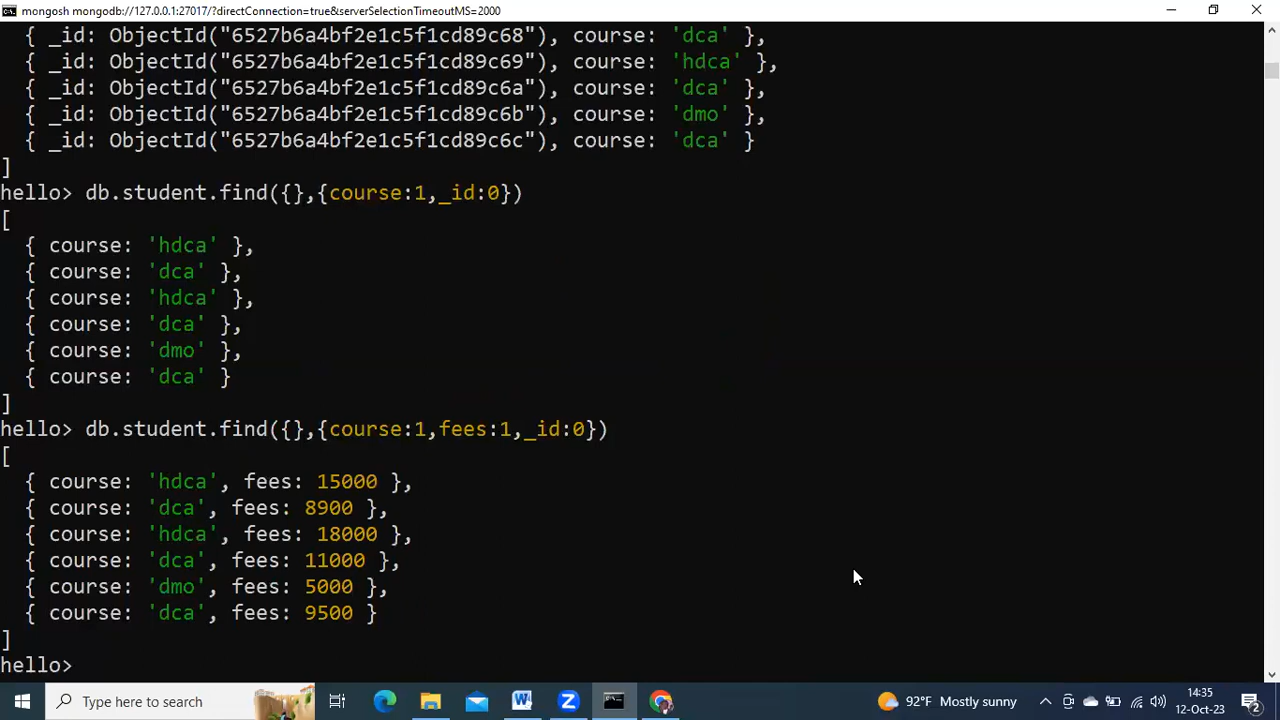 mongosh mongodb://127.0.0.1:27017/?directConnection=true&serverSelectionTimeoutMS=2000
{ _id: ObjectId("6527b6a4bf2e1c5f1cd89c68"), course: 'dca' },
{ _id: ObjectId("6527b6a4bf2e1c5f1cd89c69"), course: 'hdca' },
{ _id: ObjectId("6527b6a4bf2e1c5f1cd89c6a"), course: 'dca' },
{ _id: ObjectId("6527b6a4bf2e1c5f1cd89c6b"), course: 'dmo' },
{ _id: ObjectId("6527b6a4bf2e1c5f1cd89c6c"), course: 'dca' }
]
hello> db.student.find({},{course:1,_id:0})
[
{ course: 'hdca' },
{ course: 'dca' },
{ course: 'hdca' },
{ course: 'dca' },
{ course: 'dmo' },
{ course: 'dca' }
]
hello> db.student.find({},{course:1,fees:1,_id:0})
[
{ course: 'hdca', fees: 15000 },
{ course: 'dca', fees: 8900 },
{ course: 'hdca', fees: 18000 },
{ course: 'dca', fees: 11000 },
{ course: 'dmo', fees: 5000 },
{ course: 'dca', fees: 9500 }
]
hello>
Type here to search
92°F Mostly sunny
14:35
12-Oct-23
2